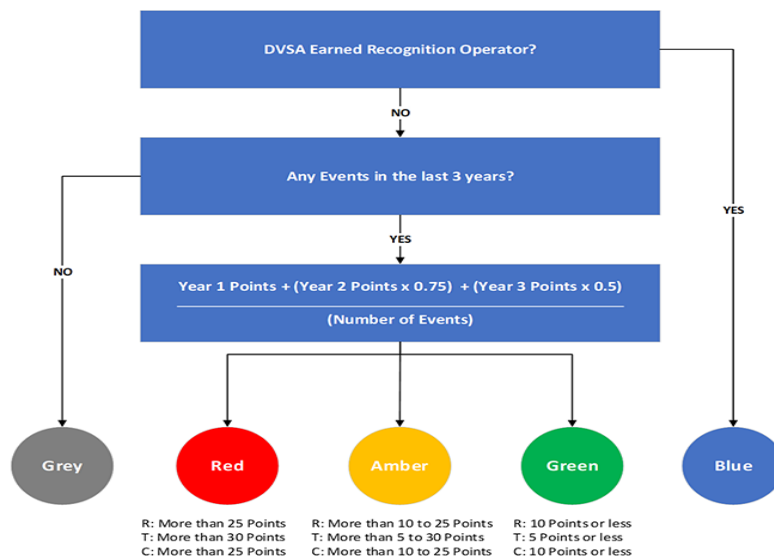 DVSA Earned Recognition Operator?
NO
Any Events in the last 3 years?
YES
NO
YES
Year 1 Points + (Year 2 Points x 0.75) + (Year 3 Points x 0.5)
(Number of Events)
Grey
Red
Amber
Green
Blue
R: More than 25 Points
T: More than 30 Points
C: More than 25 Points
R: More than 10 to 25 Points
T: More than 5 to 30 Points
C: More than 10 to 25 Points
R: 10 Points or less
T: 5 Points or less
C: 10 Points or less